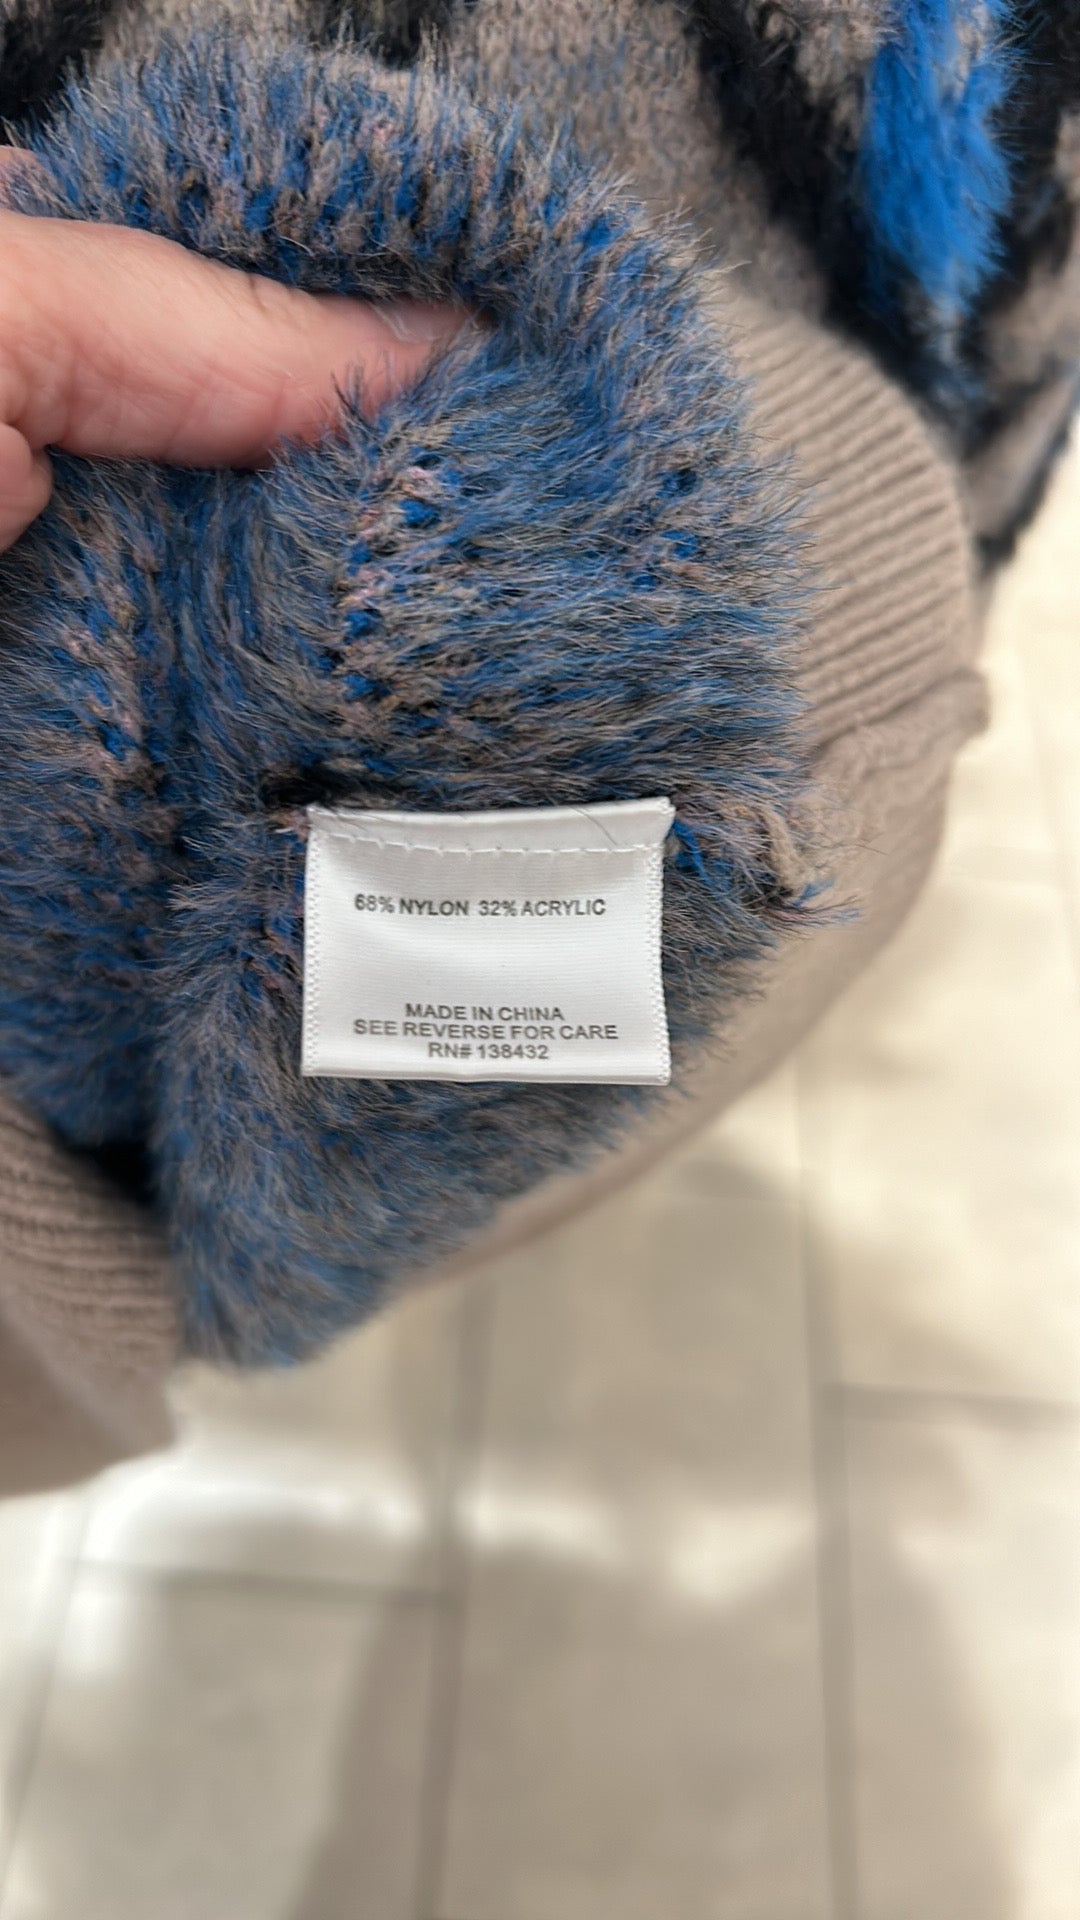 68% NYLON 32% ACRYLIC
MADE IN CHINA
SEE REVERSE FOR CARE
RN# 138432